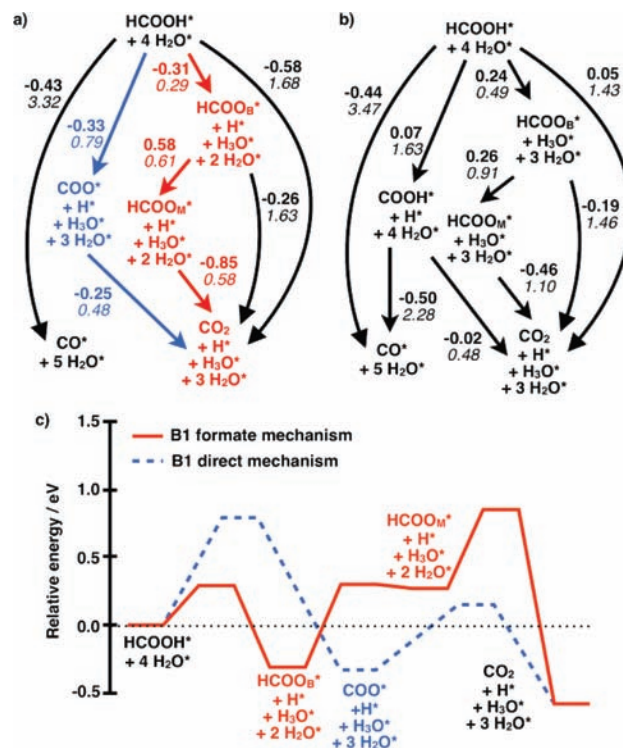 a)
HCOOH*
+ 4 H₂O*
-0.43
3.32
-0.33
0.79
-0.31
0.29
-0.58
1.68
HCOO_B*
+ H*
+ H₃O*
+ 2 H₂O*
0.58
0.61
-0.26
1.63
COO*
+ H*
+ H₃O*
+ 3 H₂O*
HCOO_M*
+ H*
+ H₃O*
+ 2 H₂O*
-0.25
0.48
-0.85
0.58
CO*
+ 5 H₂O*
CO₂
+ H*
+ H₃O*
+ 3 H₂O*
b)
HCOOH*
+ 4 H₂O*
-0.44
3.47
0.07
1.63
0.24
0.49
0.05
1.43
HCOO_B*
+ H₃O*
+ 3 H₂O*
0.26
0.91
-0.19
1.46
COOH*
+ H*
+ 4 H₂O*
HCOO_M*
+ H₃O*
+ 3 H₂O*
-0.50
2.28
-0.02
0.48
-0.46
1.10
CO*
+ 5 H₂O*
CO₂
+ H*
+ H₃O*
+ 3 H₂O*
c)
B1 formate mechanism
B1 direct mechanism
Relative energy / eV
1.5
1.0
0.5
0.0
-0.5
HCOOH*
+ 4 H₂O*
HCOO_B*
+ H*
+ H₃O*
+ 2 H₂O*
COO*
+H*
+ H₃O*
+ 3 H₂O*
HCOO_M*
+ H*
+ H₃O*
+ 2 H₂O*
CO₂
+ H*
+ H₃O*
+ 3 H₂O*